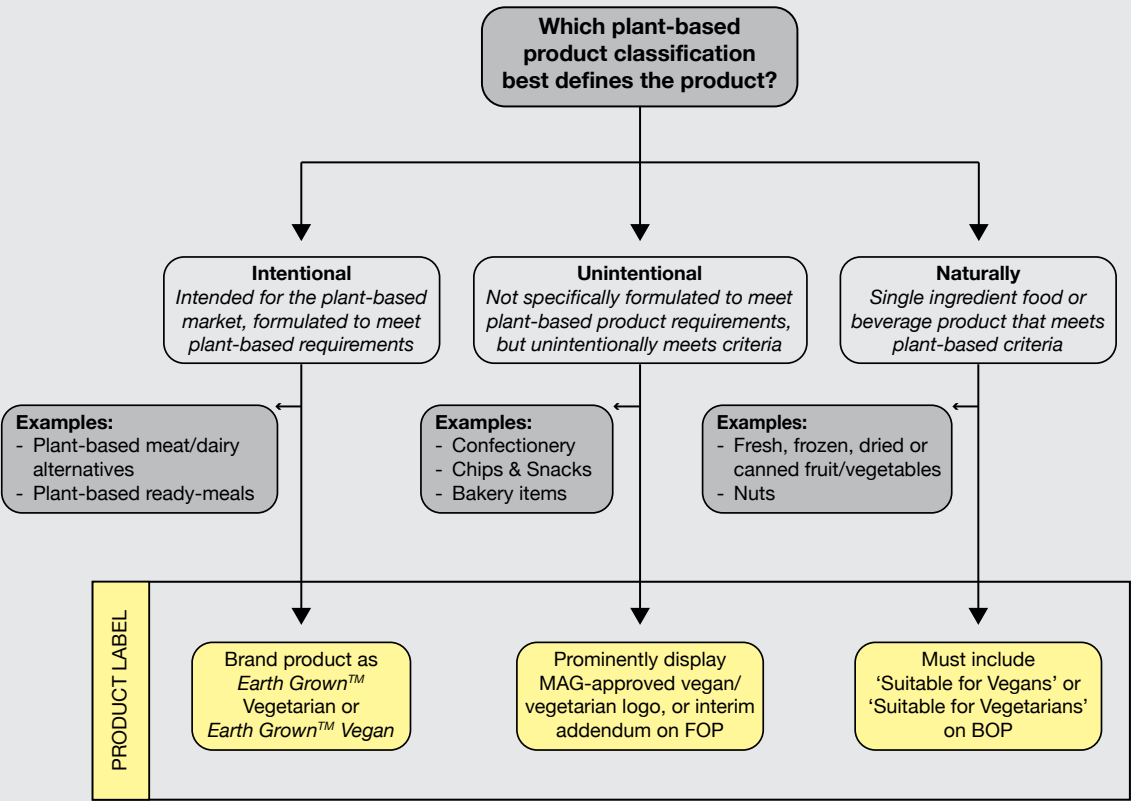 Which plant-based
product classification
best defines the product?
Intentional
Intended for the plant-based
market, formulated to meet
plant-based requirements
Unintentional
Not specifically formulated to meet
plant-based product requirements,
but unintentionally meets criteria
Naturally
Single ingredient food or
beverage product that meets
plant-based criteria
Examples:
- Plant-based meat/dairy
alternatives
- Plant-based ready-meals
Examples:
- Confectionery
- Chips & Snacks
- Bakery items
Examples:
- Fresh, frozen, dried or
canned fruit/vegetables
- Nuts
PRODUCT LABEL
Brand product as
Earth Grown™
Vegetarian or
Earth Grown™ Vegan
Prominently display
MAG-approved vegan/
vegetarian logo, or interim
addendum on FOP
Must include
‘Suitable for Vegans’ or
‘Suitable for Vegetarians’
on BOP